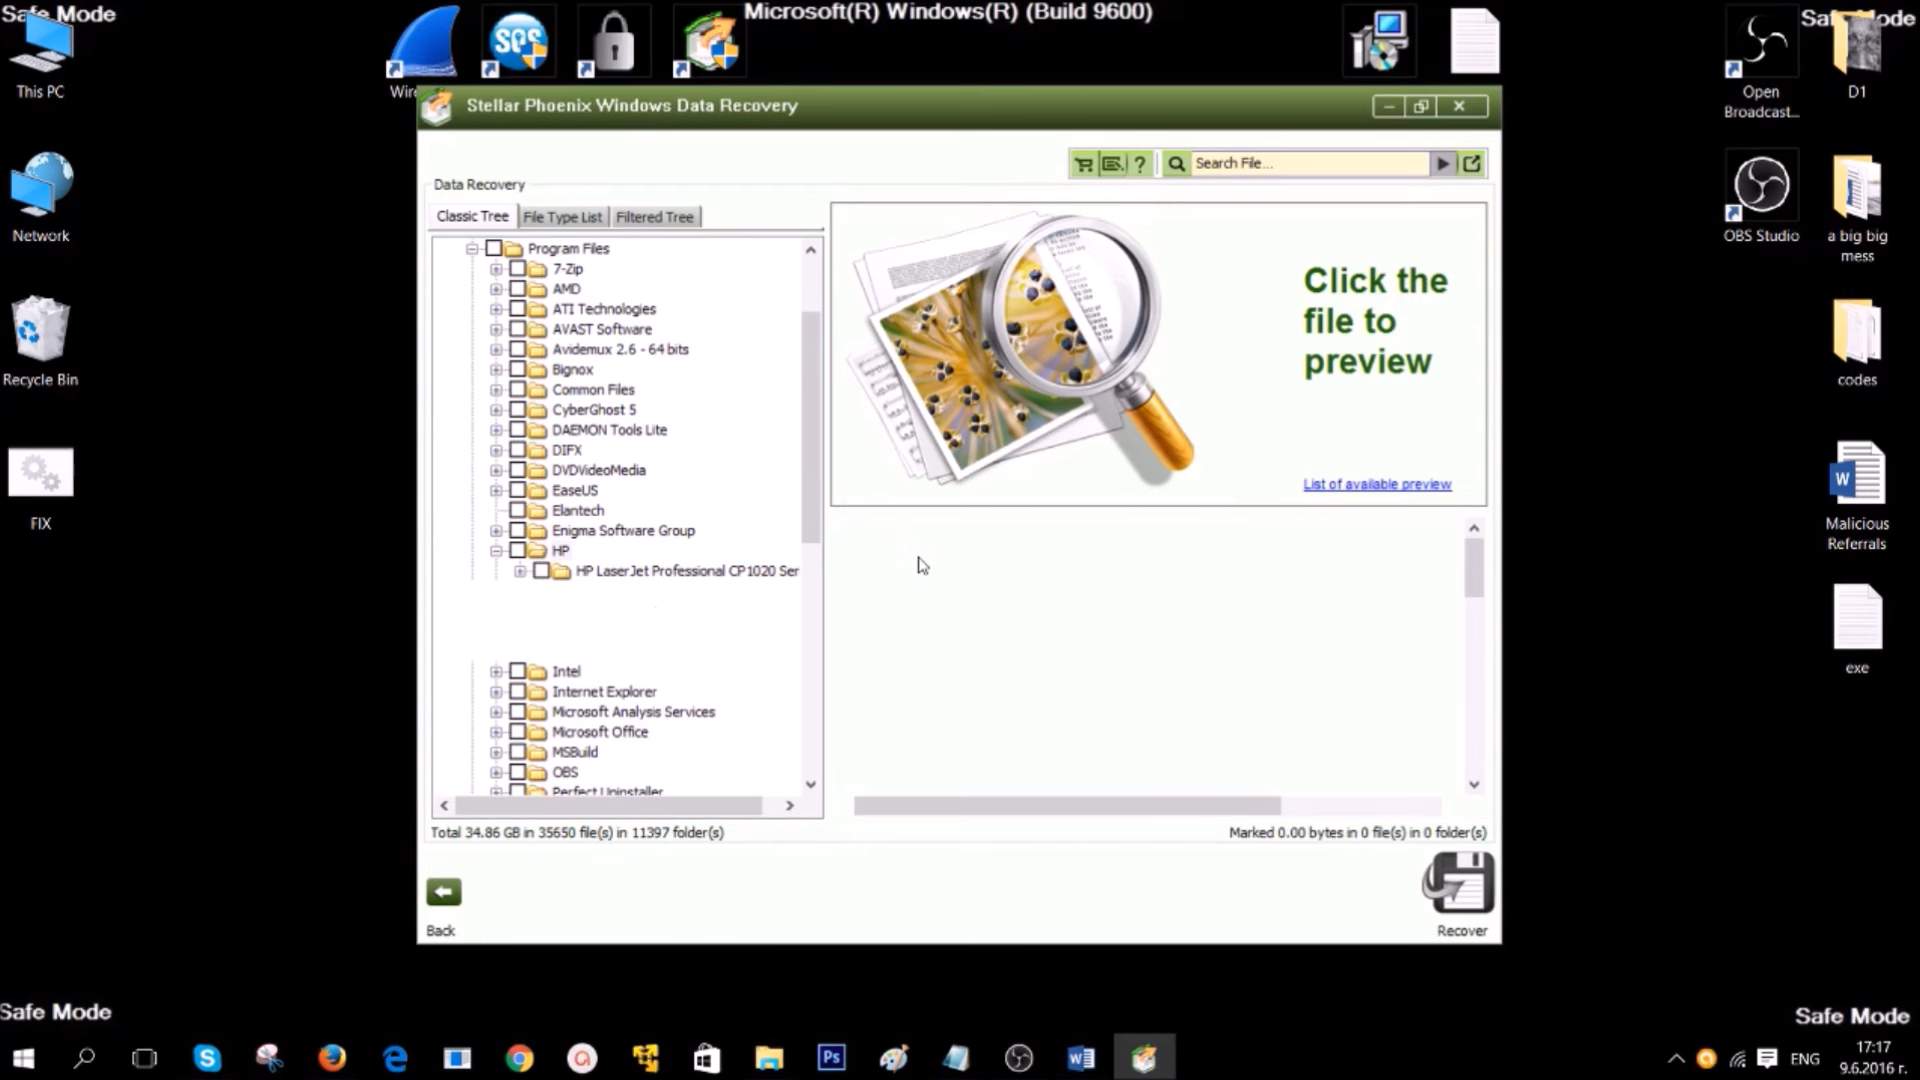 Safe Mode
Microsoft(R) Windows(R) (Build 9600)
This PC
Network
Recycle Bin
FIX
SPS
Stellar Phoenix Windows Data Recovery
Search File...
Data Recovery
Classic Tree
File Type List
Filtered Tree
Program Files
7-Zip
AMD
ATI Technologies
AVAST Software
Avidemux 2.6 - 64 bits
Bignox
Common Files
CyberGhost 5
DAEMON Tools Lite
DIFX
DVDVideoMedia
EaseUS
Elantech
Enigma Software Group
HP
HP LaserJet Professional CP1020 Ser
Intel
Internet Explorer
Microsoft Analysis Services
Microsoft Office
MSBuild
OBS
Perfect Uninstaller
Click the
file to
preview
List of available preview
Total 34.86 GB in 35650 file(s) in 11397 folder(s)
Marked 0.00 bytes in 0 file(s) in 0 folder(s)
Back
Recover
Open
Broadcast...
D1
OBS Studio
a big big
mess
codes
Malicious
Referrals
exe
Safe Mode
Safe Mode
Ps
ENG
17:17
9.6.2016 г.